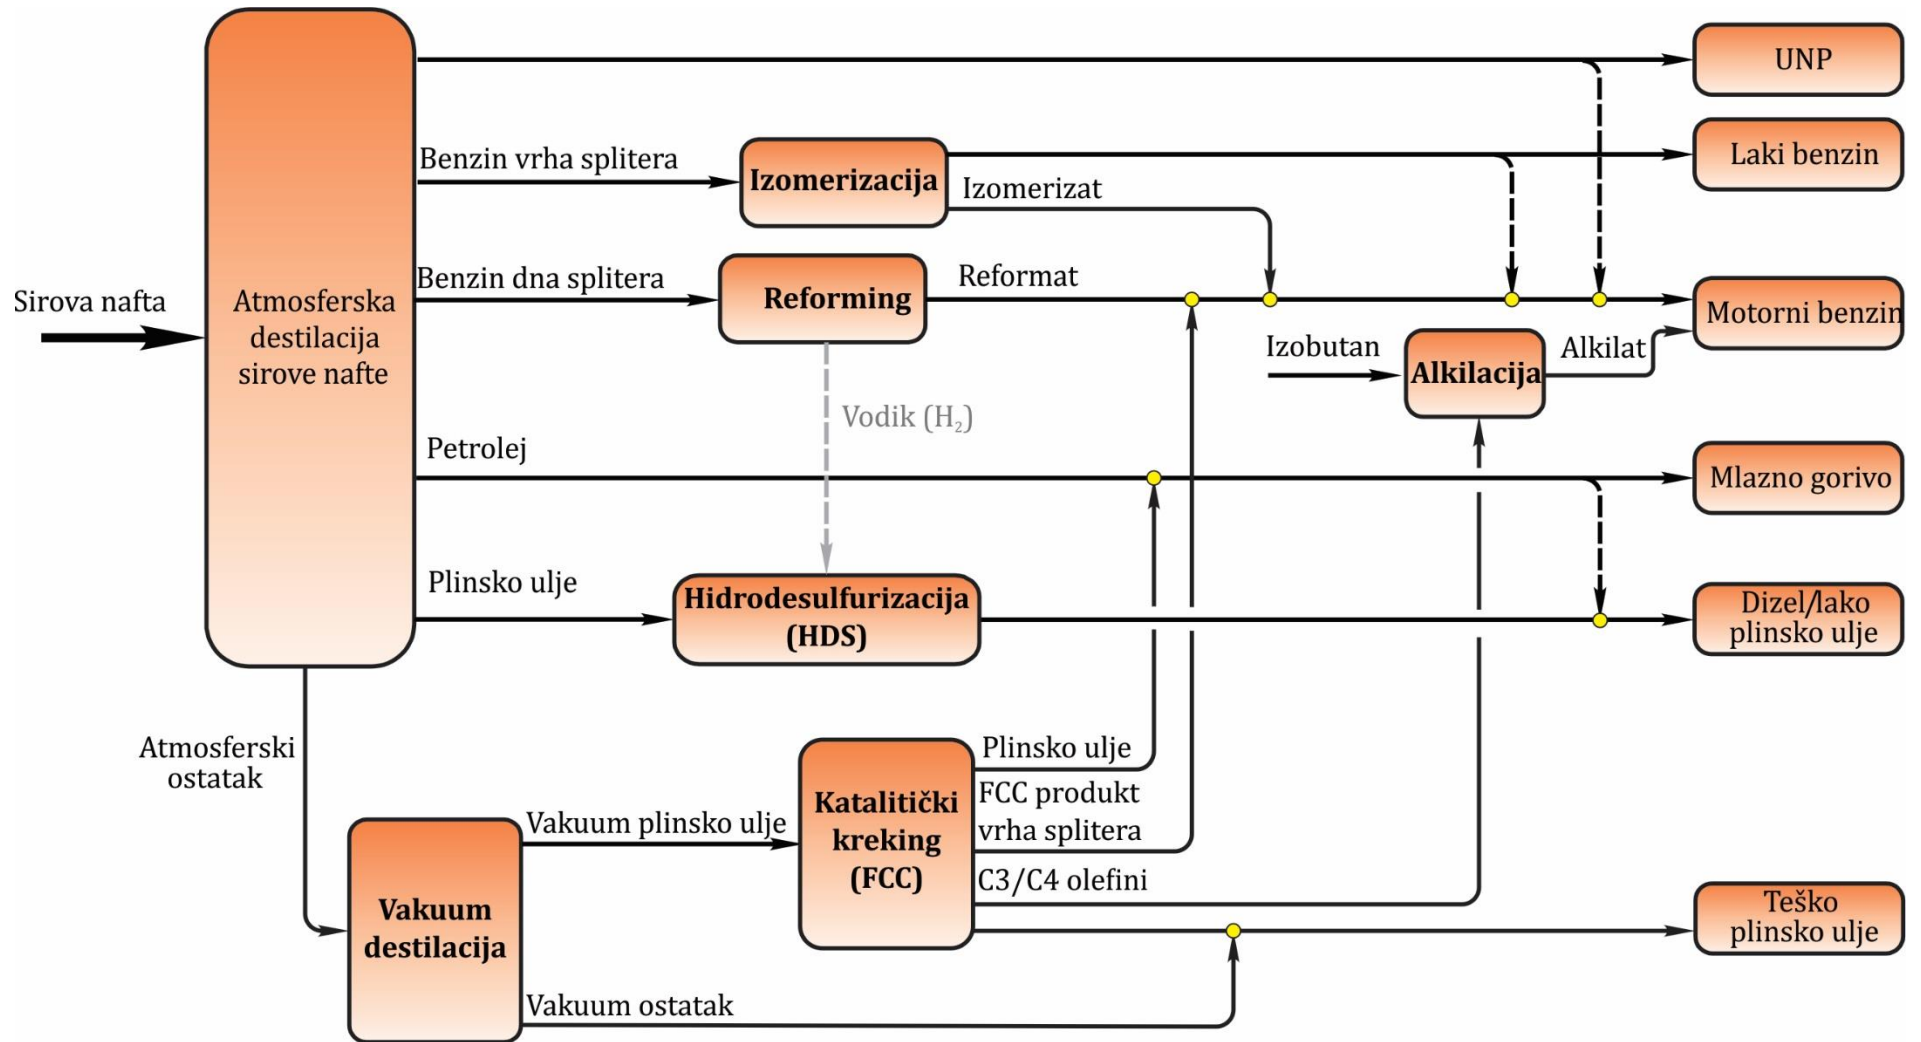 UNP
Benzin vrha splitera
Izomerizacija
Izomerizat
Laki benzin
Sirova nafta
Atmosferska
destilacija
sirove nafte
Benzin dna splitera
Reforming
Reformat
Motorni benzin
Izobutan
Alkilacija
Alkilat
Vodik (H₂)
Petrolej
Mlazno gorivo
Plinsko ulje
Hidrodesulfurizacija
(HDS)
Dizel/lako
plinsko ulje
Atmosferski
ostatak
Vakuum
destilacija
Vakuum plinsko ulje
Katalitički
kreking
(FCC)
Plinsko ulje
FCC produkt
vrha splitera
C3/C4 olefini
Teško
plinsko ulje
Vakuum ostatak